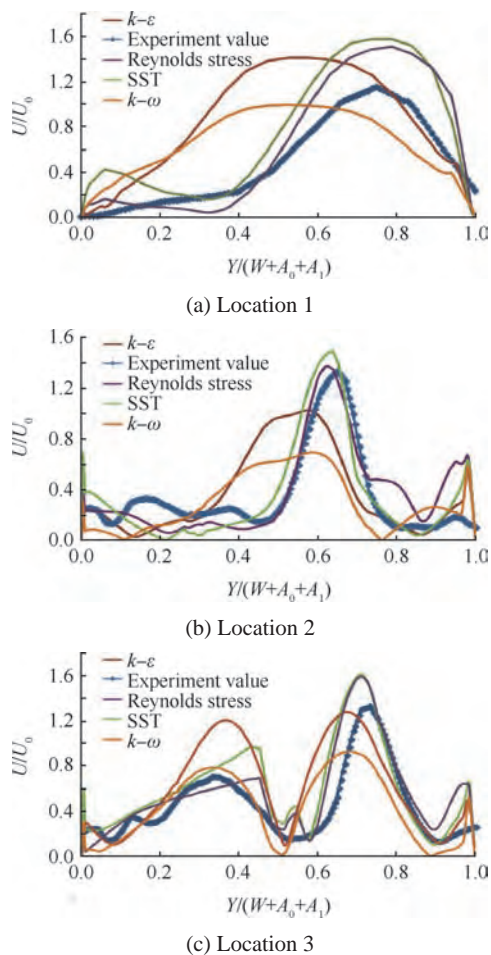 k–ε
Experiment value
Reynolds stress
SST
k–ω
U/U₀
1.6
1.2
0.8
0.4
0.0
0.0 0.2 0.4 0.6 0.8 1.0
Y/(W+A₀+A₁)
(a) Location 1
k–ε
Experiment value
Reynolds stress
SST
k–ω
U/U₀
1.6
1.2
0.8
0.4
0.0
0.0 0.2 0.4 0.6 0.8 1.0
Y/(W+A₀+A₁)
(b) Location 2
k–ε
Experiment value
Reynolds stress
SST
k–ω
U/U₀
1.6
1.2
0.8
0.4
0.0
0.0 0.2 0.4 0.6 0.8 1.0
Y/(W+A₀+A₁)
(c) Location 3